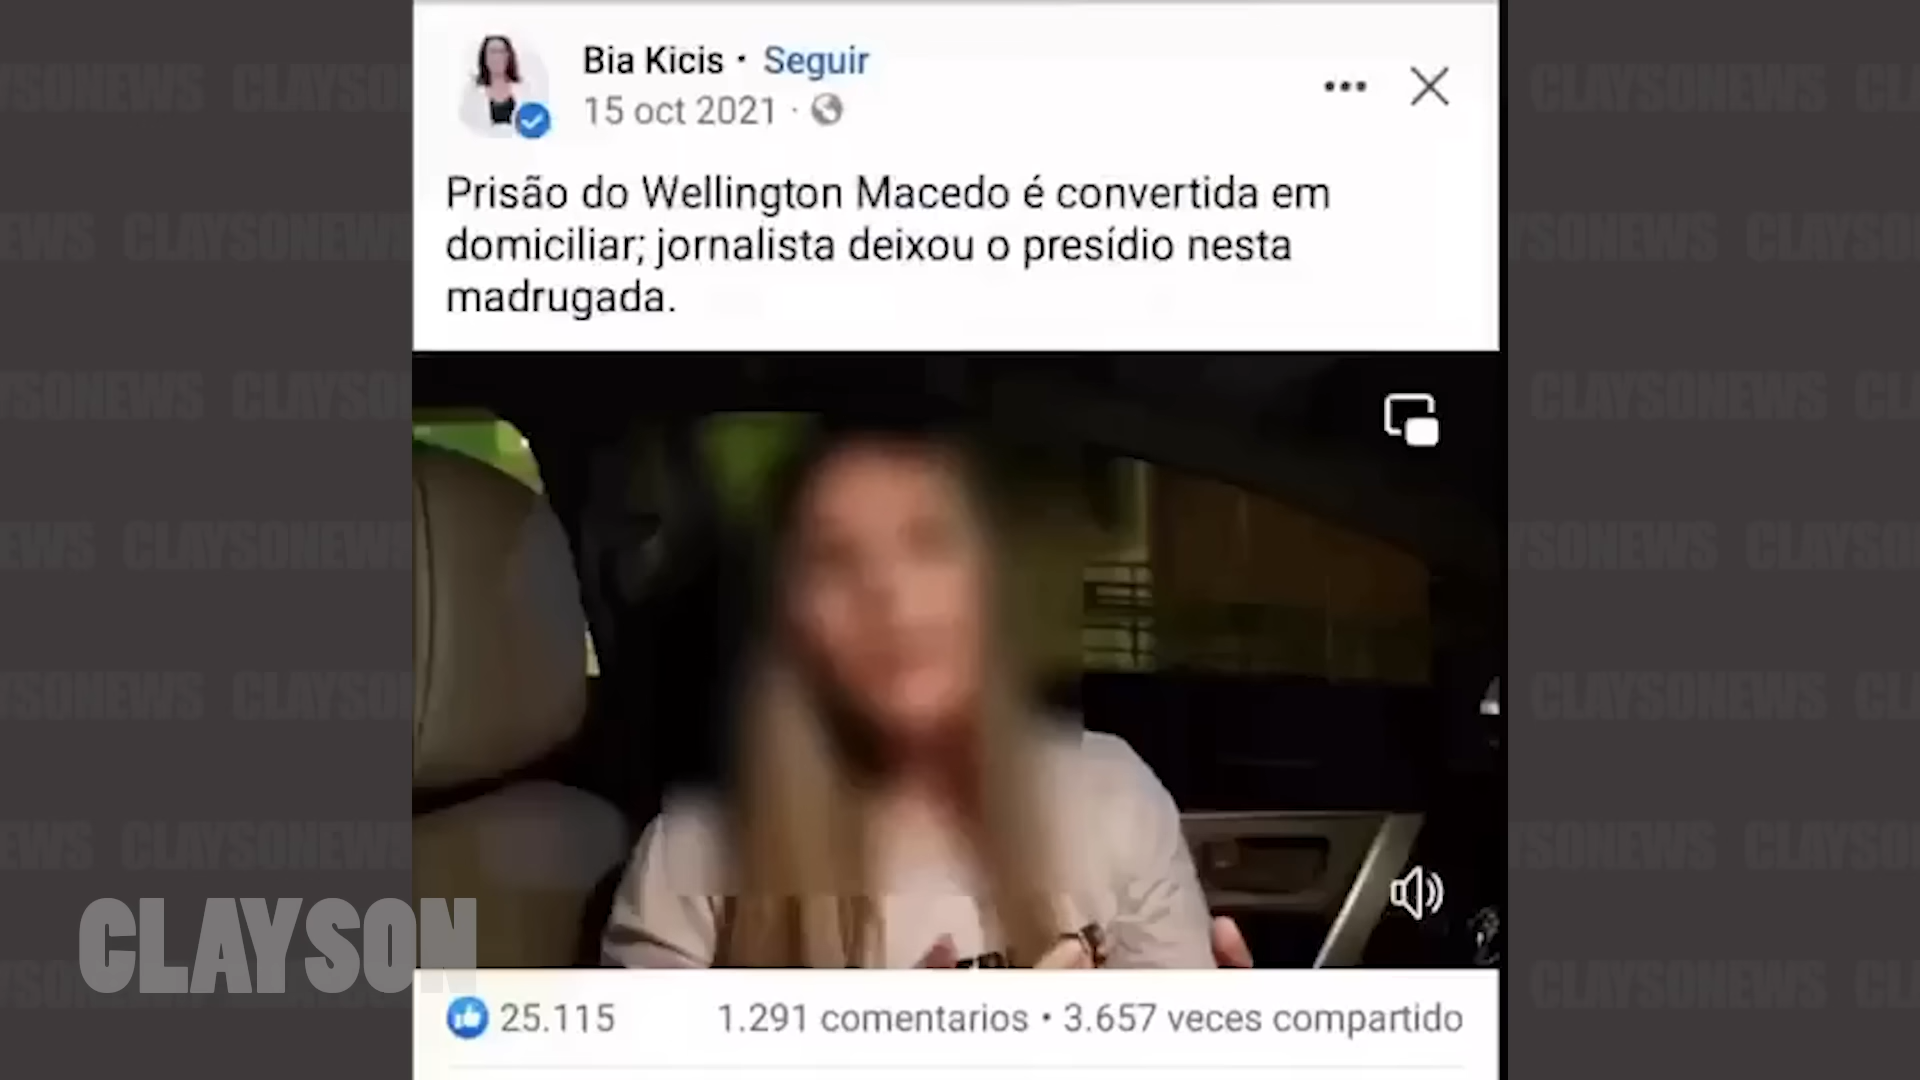 Bia Kicis · Seguir
15 oct 2021 ·
Prisão do Wellington Macedo é convertida em
domiciliar; jornalista deixou o presídio nesta
madrugada.
CLAYSON
25.115 1.291 comentarios • 3.657 veces compartido
CLAYSONEWS